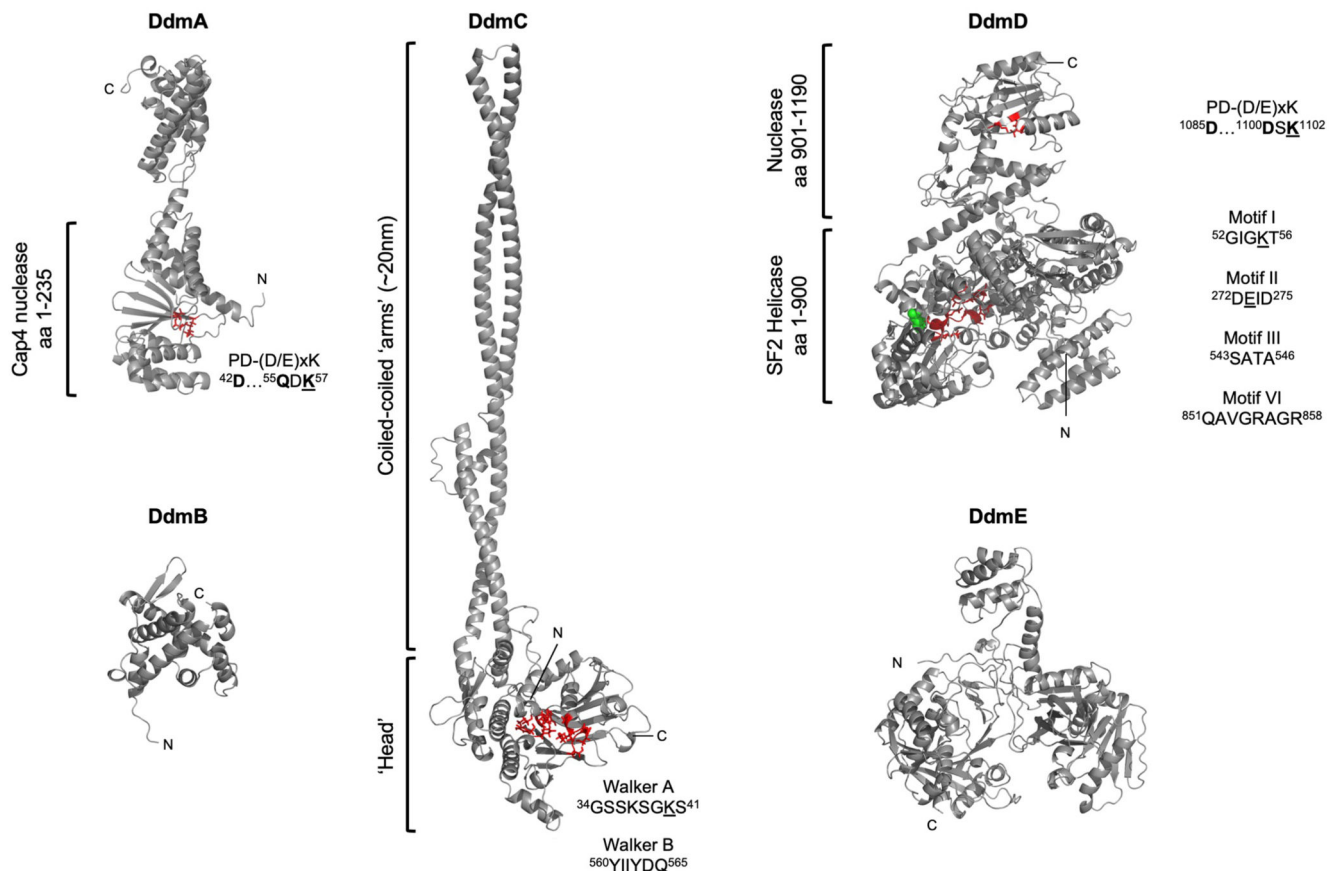 DdmA
C
N
Cap4 nuclease
aa 1-235
PD-(D/E)xK
⁴²D…⁵⁵QDK⁵⁷
DdmB
C
N
DdmC
Coiled-coiled ‘arms’ (~20nm)
‘Head’
N
C
Walker A
³⁴GSSKSGKS⁴¹
Walker B
⁵⁶⁰YIIYDQ⁵⁶⁵
DdmD
C
Nuclease
aa 901-1190
SF2 Helicase
aa 1-900
N
PD-(D/E)xK
¹⁰⁸⁵D…¹¹⁰⁰DSK¹¹⁰²
Motif I
⁵²GIGKT⁵⁶
Motif II
²⁷²DEID²⁷⁵
Motif III
⁵⁴³SATA⁵⁴⁶
Motif VI
⁸⁵¹QAVGRAGR⁸⁵⁸
DdmE
N
C